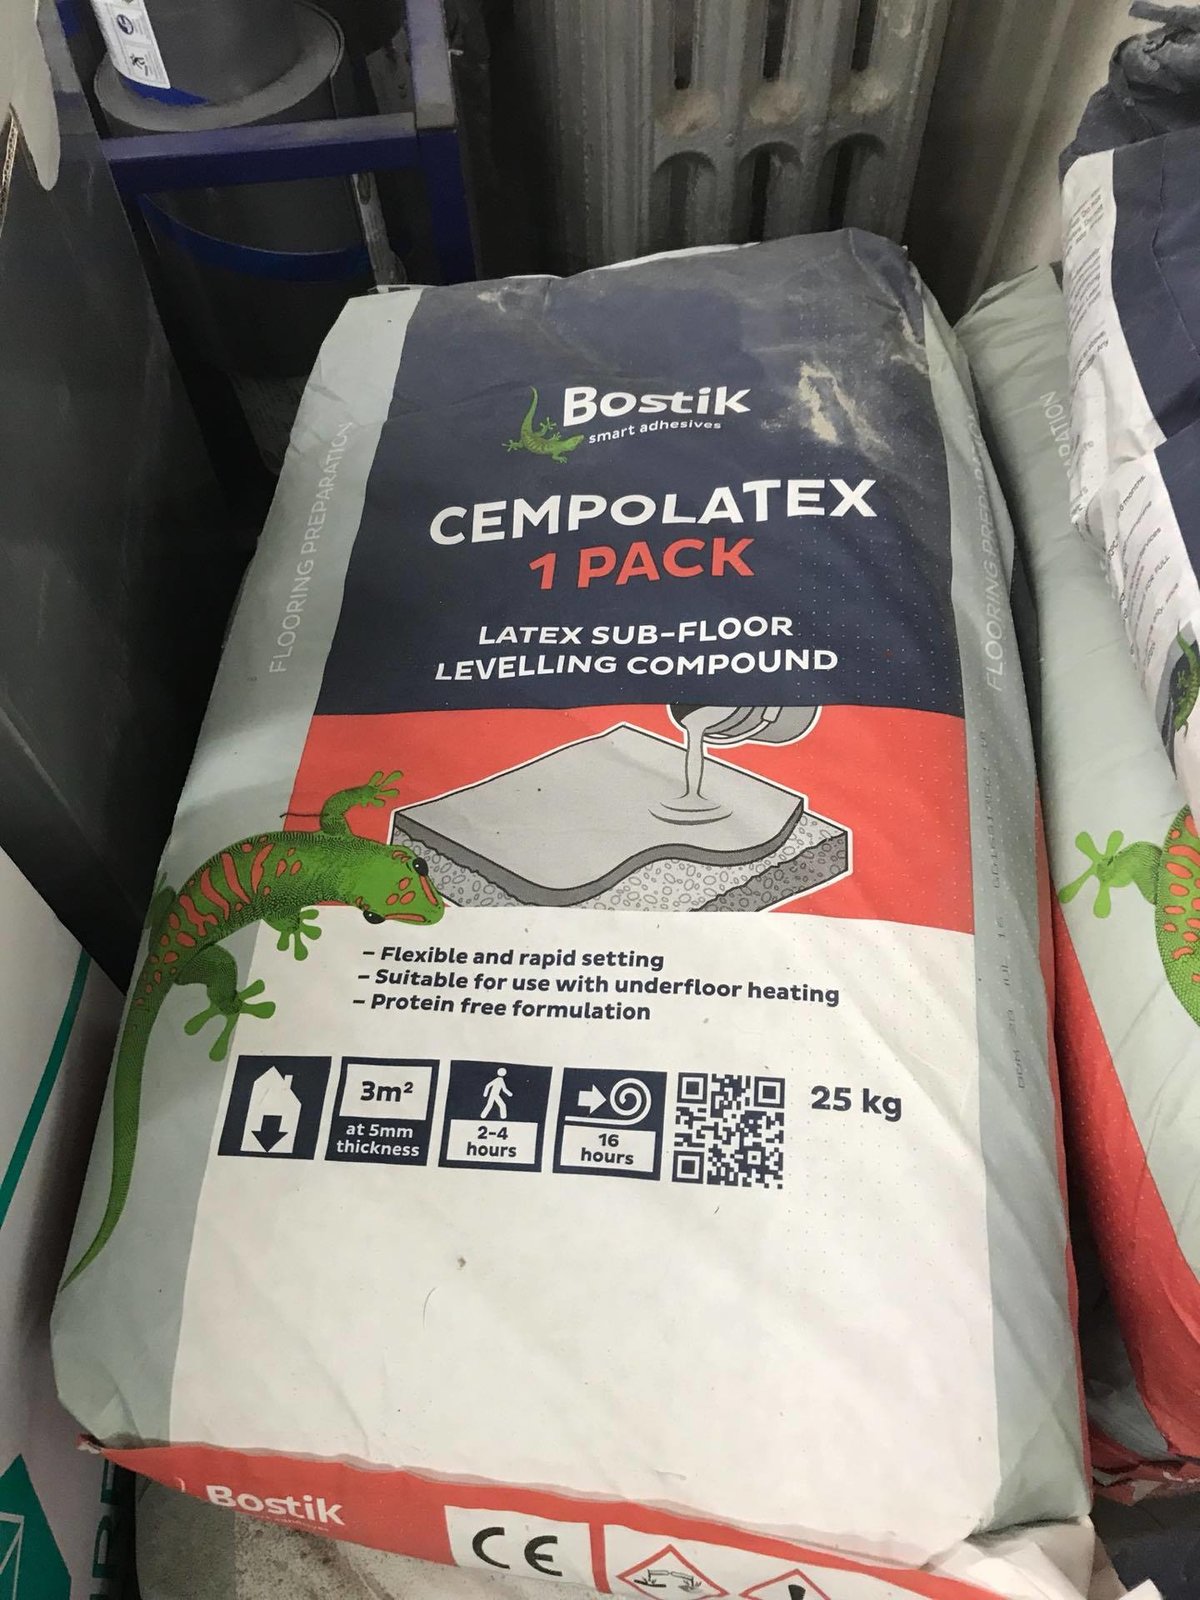 Bostik
smart adhesives
CEMPOLATEX
1 PACK
LATEX SUB-FLOOR
LEVELLING COMPOUND
FLOORING PREPARATION
FLOORING
– Flexible and rapid setting
– Suitable for use with underfloor heating
– Protein free formulation
3m²
at 5mm
thickness
2-4
hours
16
hours
25 kg
Bostik
CE